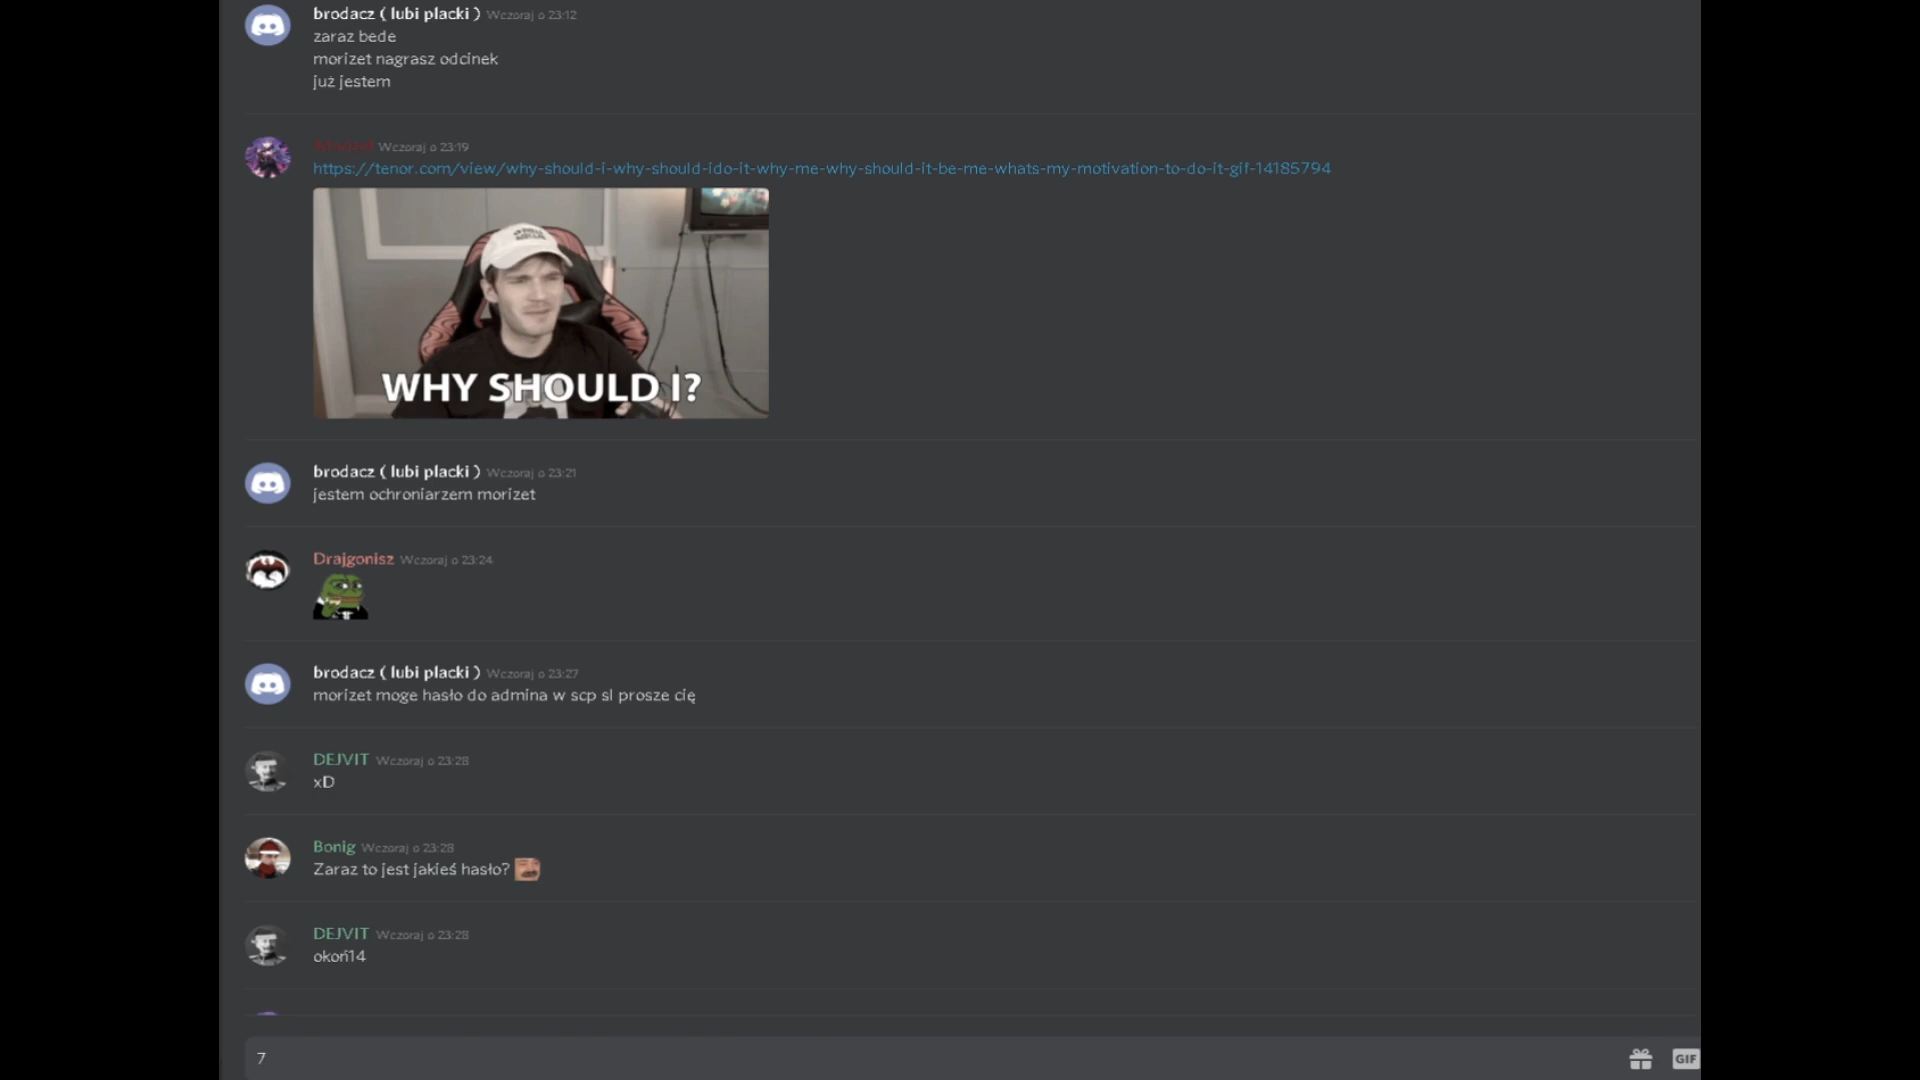 brodacz ( lubi placki ) Wczoraj o 23:12
zaraz bede
morizet nagrasz odcinek
już jestem
Wczoraj o 23:19
https://tenor.com/view/why-should-i-why-should-ido-it-why-me-why-should-it-be-me-whats-my-motivation-to-do-it-gif-14185794
WHY SHOULD I?
brodacz ( lubi placki ) Wczoraj o 23:21
jestem ochroniarzem morizet
Drajgonisz Wczoraj o 23:24
brodacz ( lubi placki ) Wczoraj o 23:27
morizet moge hasło do admina w scp sl prosze cię
DEJVIT Wczoraj o 23:28
xD
Bonig Wczoraj o 23:28
Zaraz to jest jakieś hasło?
DEJVIT Wczoraj o 23:28
okoń14
7
GIF